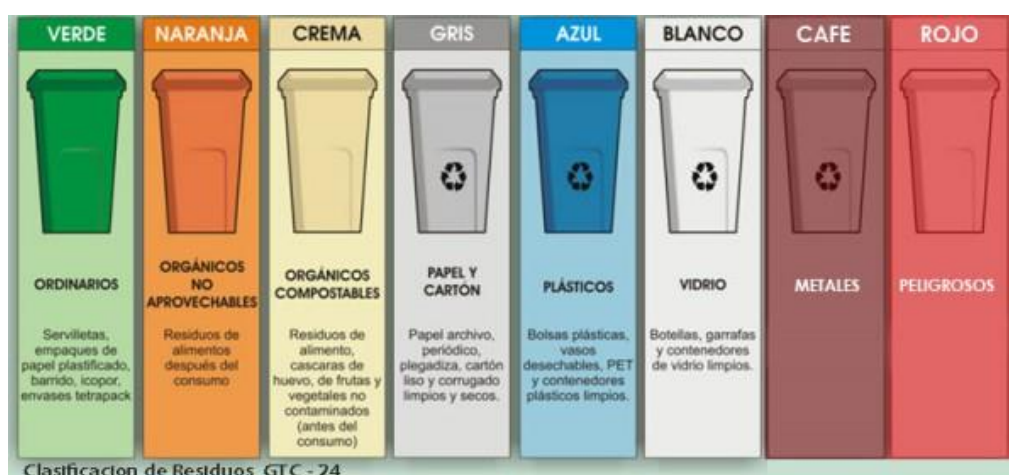 VERDE
NARANJA
CREMA
GRIS
AZUL
BLANCO
CAFE
ROJO
ORDINARIOS
Servilletas,
empaques de
papel plastificado,
barrido, icopor,
envases tetrapack
ORGÁNICOS
NO
APROVECHABLES
Residuos de
alimentos
después del
consumo
ORGÁNICOS
COMPOSTABLES
Residuos de
alimento,
cascaras de
huevo, de frutas y
vegetales no
contaminados
(antes del
consumo)
PAPEL Y
CARTÓN
Papel archivo,
periódico,
plegadiza, cartón
liso y corrugado
limpios y secos.
PLÁSTICOS
Bolsas plásticas,
vasos
desechables, PET
y contenedores
plásticos limpios.
VIDRIO
Botellas, garrafas
y contenedores
de vidrio limpios.
METALES
PELIGROSOS
Clasificacion de Residuos GTC - 24